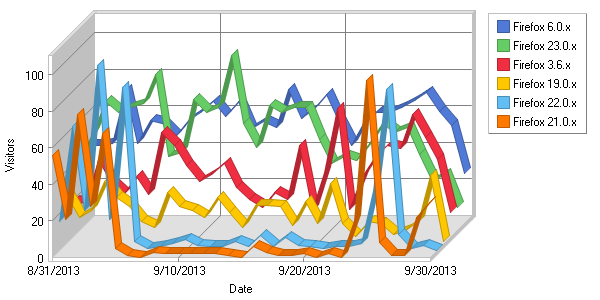 Visitors
100
80
60
40
20
0
8/31/2013 9/10/2013 9/20/2013 9/30/2013
Date
Firefox 6.0.x
Firefox 23.0.x
Firefox 3.6.x
Firefox 19.0.x
Firefox 22.0.x
Firefox 21.0.x